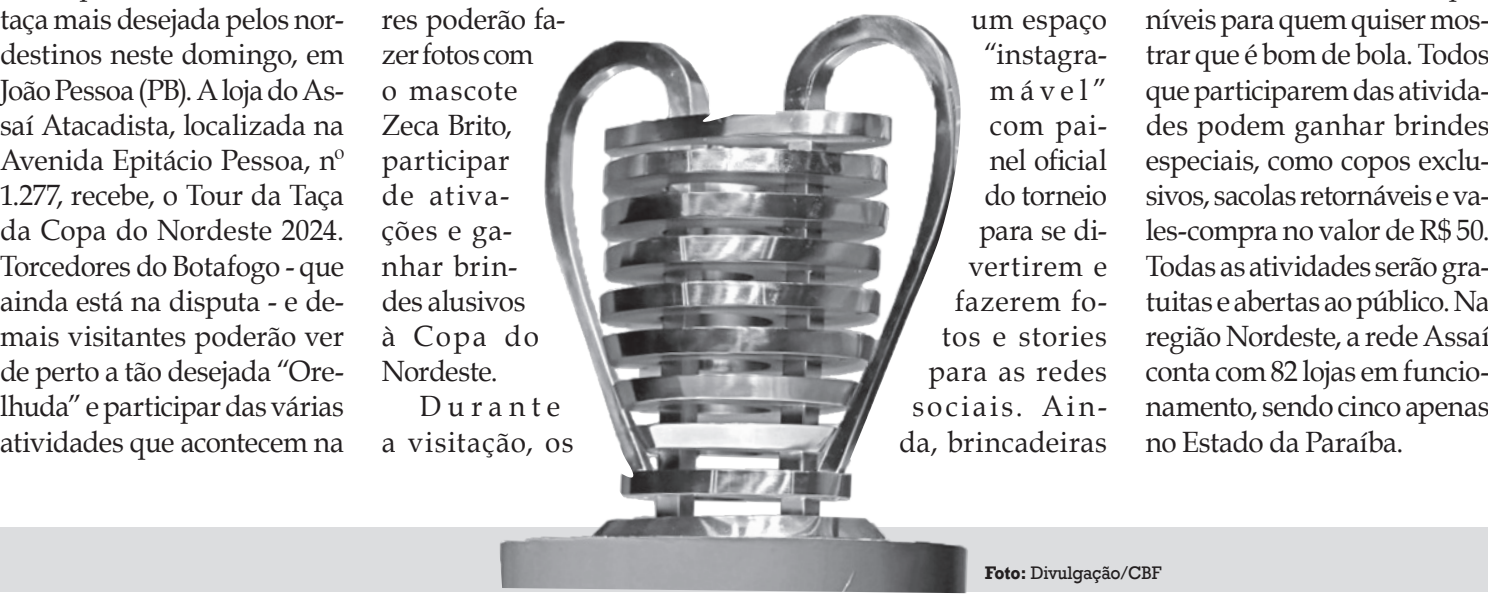 taça mais desejada pelos nor-
destinos neste domingo, em
João Pessoa (PB). A loja do As-
saí Atacadista, localizada na
Avenida Epitácio Pessoa, nº
1.277, recebe, o Tour da Taça
da Copa do Nordeste 2024.
Torcedores do Botafogo - que
ainda está na disputa - e de-
mais visitantes poderão ver
de perto a tão desejada “Ore-
lhuda” e participar das várias
atividades que acontecem na
res poderão fa-
zer fotos com
o mascote
Zeca Brito,
participar
de ativa-
ções e ga-
nhar brin-
des alusivos
à Copa do
Nordeste.
Durante
a visitação, os
um espaço
“instagra-
mável”
com pai-
nel oficial
do torneio
para se di-
vertirem e
fazerem fo-
tos e stories
para as redes
sociais. Ain-
da, brincadeiras
níveis para quem quiser mos-
trar que é bom de bola. Todos
que participarem das ativida-
des podem ganhar brindes
especiais, como copos exclu-
sivos, sacolas retornáveis e va-
les-compra no valor de R$ 50.
Todas as atividades serão gra-
tuitas e abertas ao público. Na
região Nordeste, a rede Assaí
conta com 82 lojas em funcio-
namento, sendo cinco apenas
no Estado da Paraíba.
Foto: Divulgação/CBF